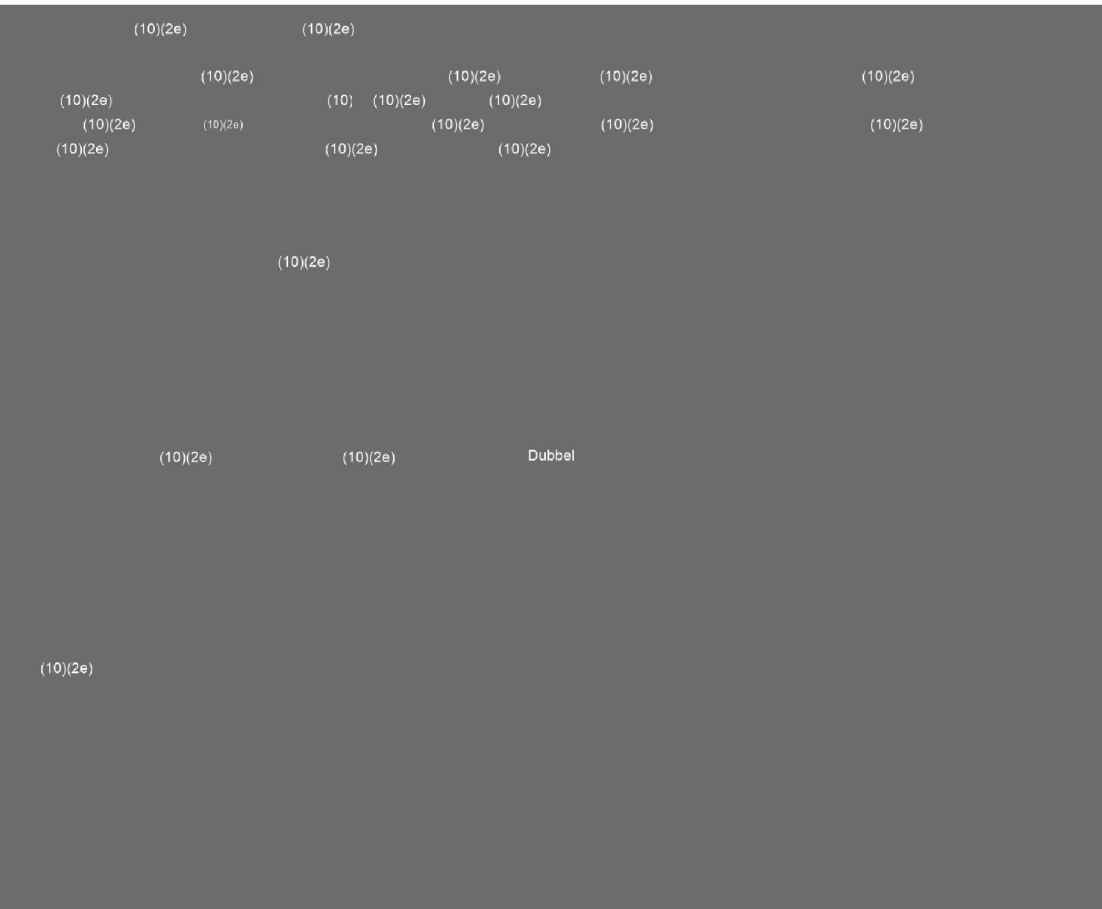 (10)(2e) (10)(2e)
(10)(2e) (10)(2e) (10)(2e) (10)(2e)
(10)(2e) (10) (10)(2e) (10)(2e)
(10)(2e) (10)(2e) (10)(2e) (10)(2e) (10)(2e)
(10)(2e) (10)(2e) (10)(2e)
(10)(2e)
(10)(2e) (10)(2e) Dubbel
(10)(2e)